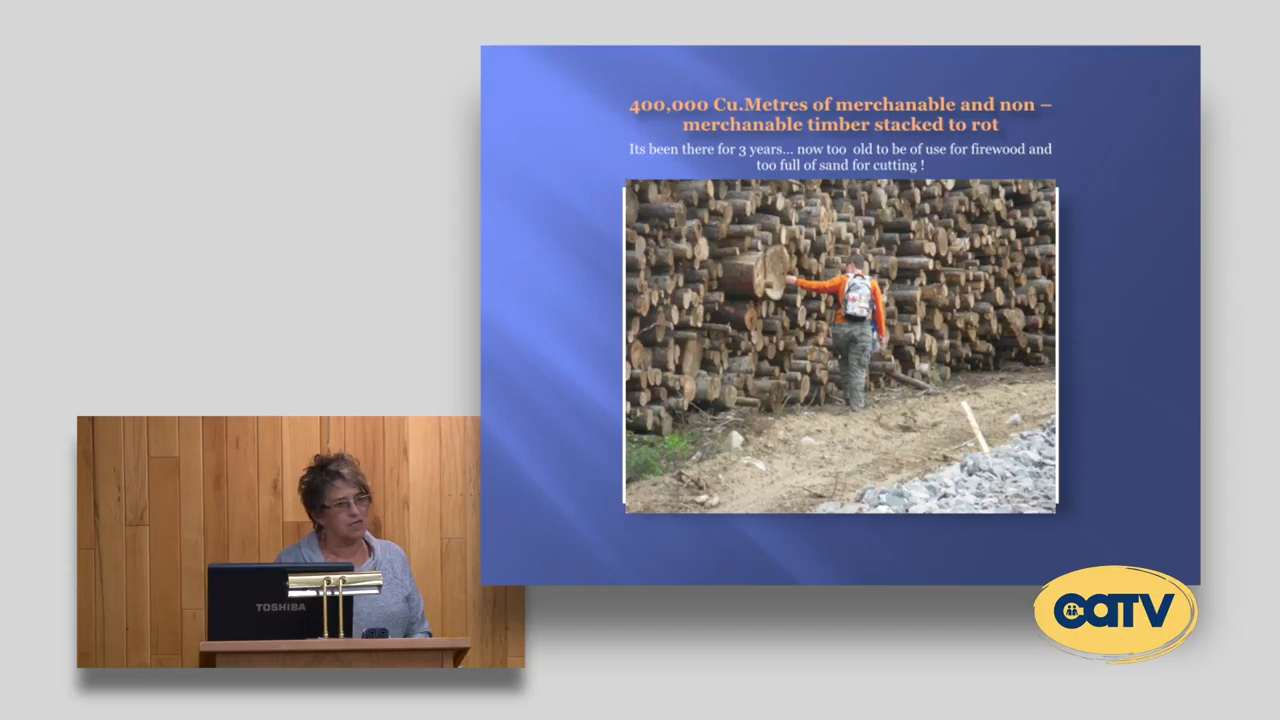 400,000 Cu.Metres of merchanable and non –
merchanable timber stacked to rot
Its been there for 3 years... now too  old to be of use for firewood and
too full of sand for cutting !
TOSHIBA
CATV